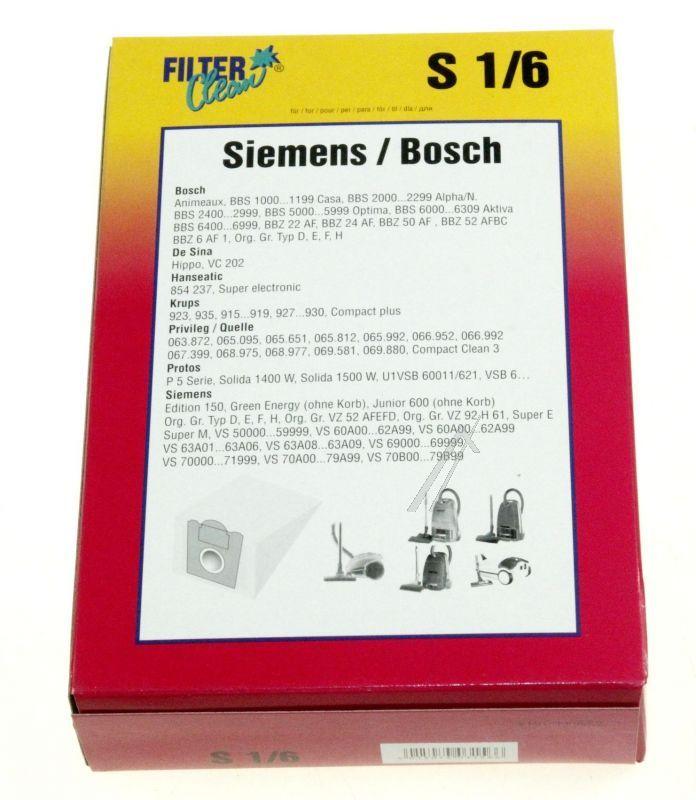 FILTER
Clean®
S 1/6
für / for / pour / per / para / för / til / dla / для
Siemens / Bosch
Bosch
Animeaux, BBS 1000...1199 Casa, BBS 2000...2299 Alpha/N.
BBS 2400...2999, BBS 5000...5999 Optima, BBS 6000...6309 Aktiva
BBS 6400...6999, BBZ 22 AF, BBZ 24 AF, BBZ 50 AF , BBZ 52 AFBC
BBZ 6 AF 1, Org. Gr. Typ D, E, F, H
De Sina
Hippo, VC 202
Hanseatic
854 237, Super electronic
Krups
923, 935, 915...919, 927...930, Compact plus
Privileg / Quelle
063.872, 065.095, 065.651, 065.812, 065.992, 066.952, 066.992
067.399, 068.975, 068.977, 069.581, 069.880, Compact Clean 3
Protos
P 5 Serie, Solida 1400 W, Solida 1500 W, U1VSB 60011/621, VSB 6...
Siemens
Edition 150, Green Energy (ohne Korb), Junior 600 (ohne Korb)
Org. Gr. Typ D, E, F, H, Org. Gr. VZ 52 AFEFD, Org. Gr. VZ 92 H 61, Super E
Super M, VS 50000...59999, VS 60A00...62A99, VS 60A00...62A99
VS 63A01...63A06, VS 63A08...63A09, VS 69000...69999,
VS 70000...71999, VS 70A00...79A99, VS 70B00...79B99
S 1/6